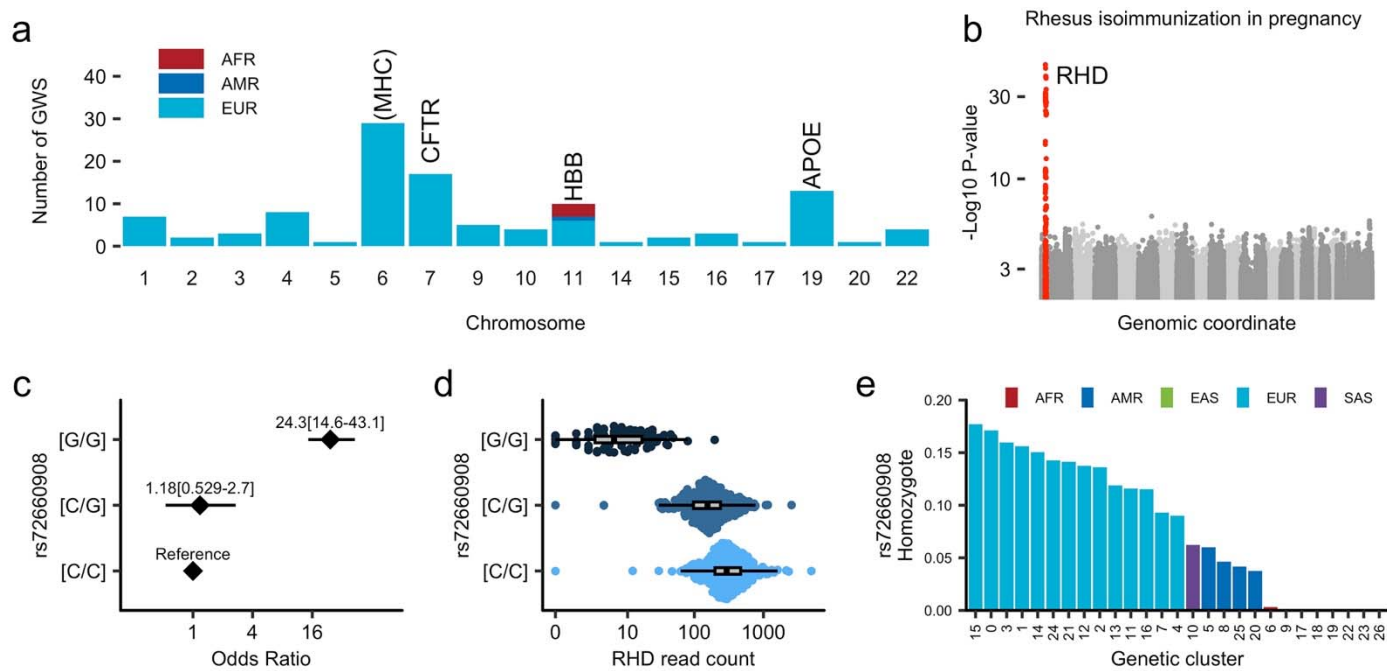 a
AFR
AMR
EUR
Number of GWS
40
30
20
10
0
(MHC)
CFTR
HBB
APOE
1 2 3 4 5 6 7 9 10 11 14 15 16 17 19 20 22
Chromosome
b
Rhesus isoimmunization in pregnancy
RHD
-Log10 P-value
30
10
3
Genomic coordinate
c
rs72660908
[G/G]
[C/G]
[C/C]
24.3[14.6-43.1]
1.18[0.529-2.7]
Reference
1 4 16
Odds Ratio
d
rs72660908
[G/G]
[C/G]
[C/C]
0 10 100 1000
RHD read count
e
AFR AMR EAS EUR SAS
rs72660908
Homozygote
0.20
0.15
0.10
0.05
0.00
15 0 3 1 14 24 21 12 2 13 11 16 7 4 10 5 8 25 20 6 9 17 18 19 22 23 26
Genetic cluster